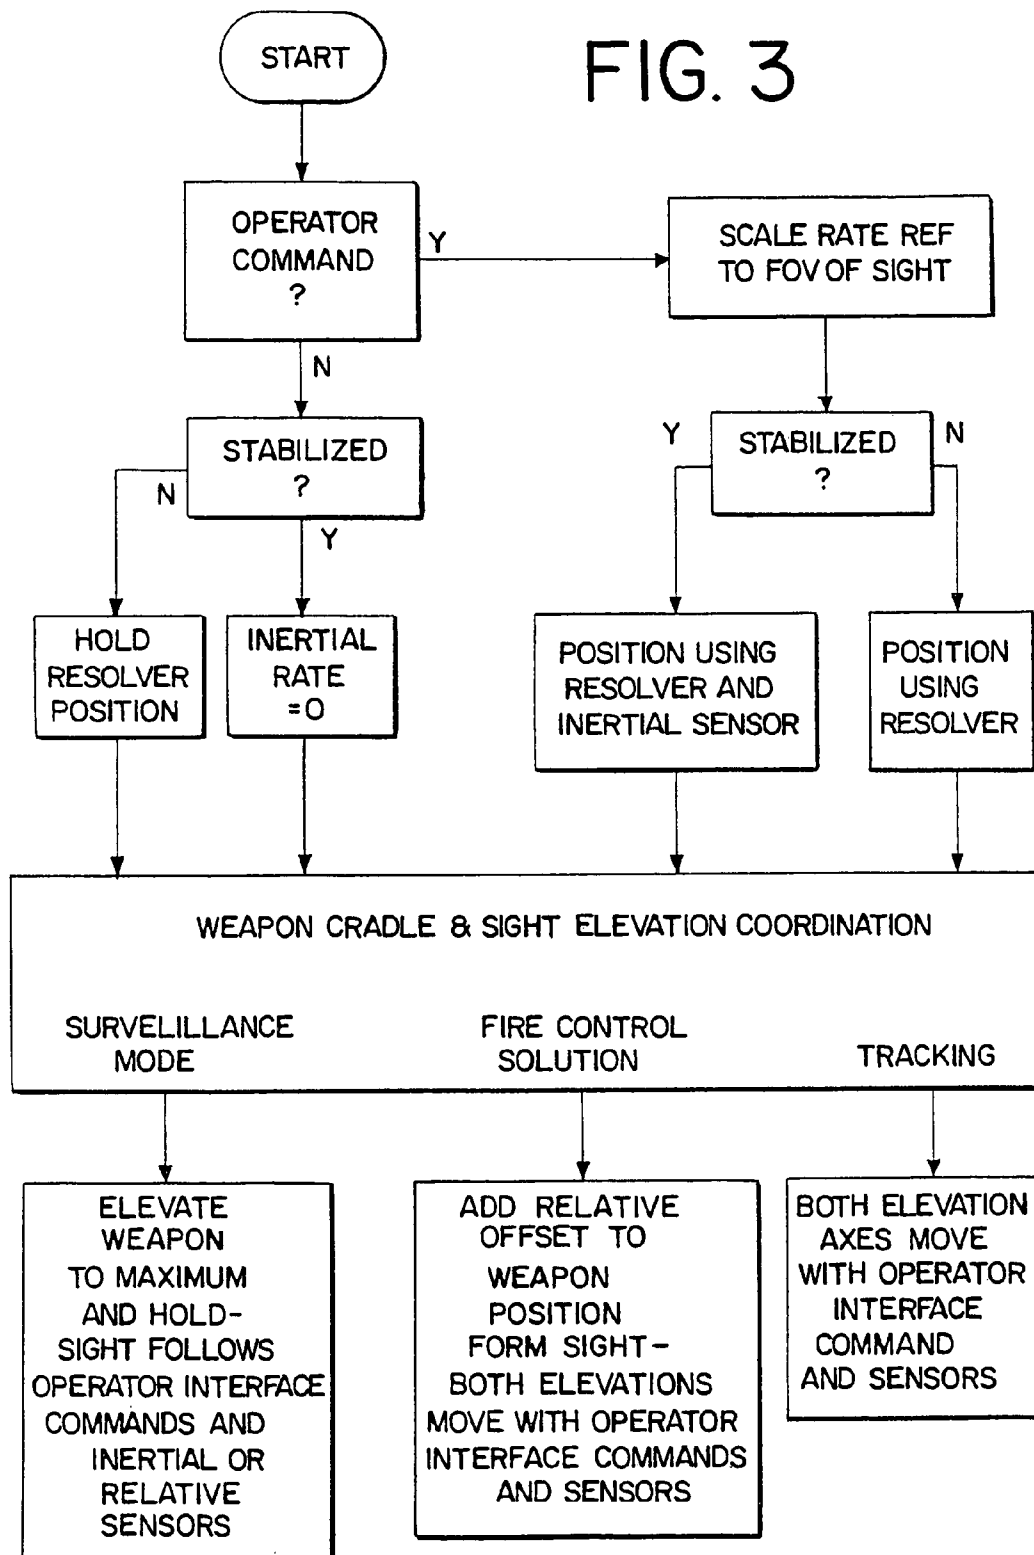 START
FIG. 3
OPERATOR
COMMAND
?
Y
SCALE RATE REF
TO FOV OF SIGHT
N
STABILIZED
?
N
Y
Y
STABILIZED
?
N
HOLD
RESOLVER
POSITION
INERTIAL
RATE
=0
POSITION USING
RESOLVER AND
INERTIAL SENSOR
POSITION
USING
RESOLVER
WEAPON CRADLE & SIGHT ELEVATION COORDINATION
SURVELILLANCE
MODE
FIRE CONTROL
SOLUTION
TRACKING
ELEVATE
WEAPON
TO MAXIMUM
AND HOLD-
SIGHT FOLLOWS
OPERATOR INTERFACE
COMMANDS AND
INERTIAL OR
RELATIVE
SENSORS
ADD RELATIVE
OFFSET TO
WEAPON
POSITION
FORM SIGHT-
BOTH ELEVATIONS
MOVE WITH OPERATOR
INTERFACE COMMANDS
AND SENSORS
BOTH ELEVATION
AXES MOVE
WITH OPERATOR
INTERFACE
COMMAND
AND SENSORS